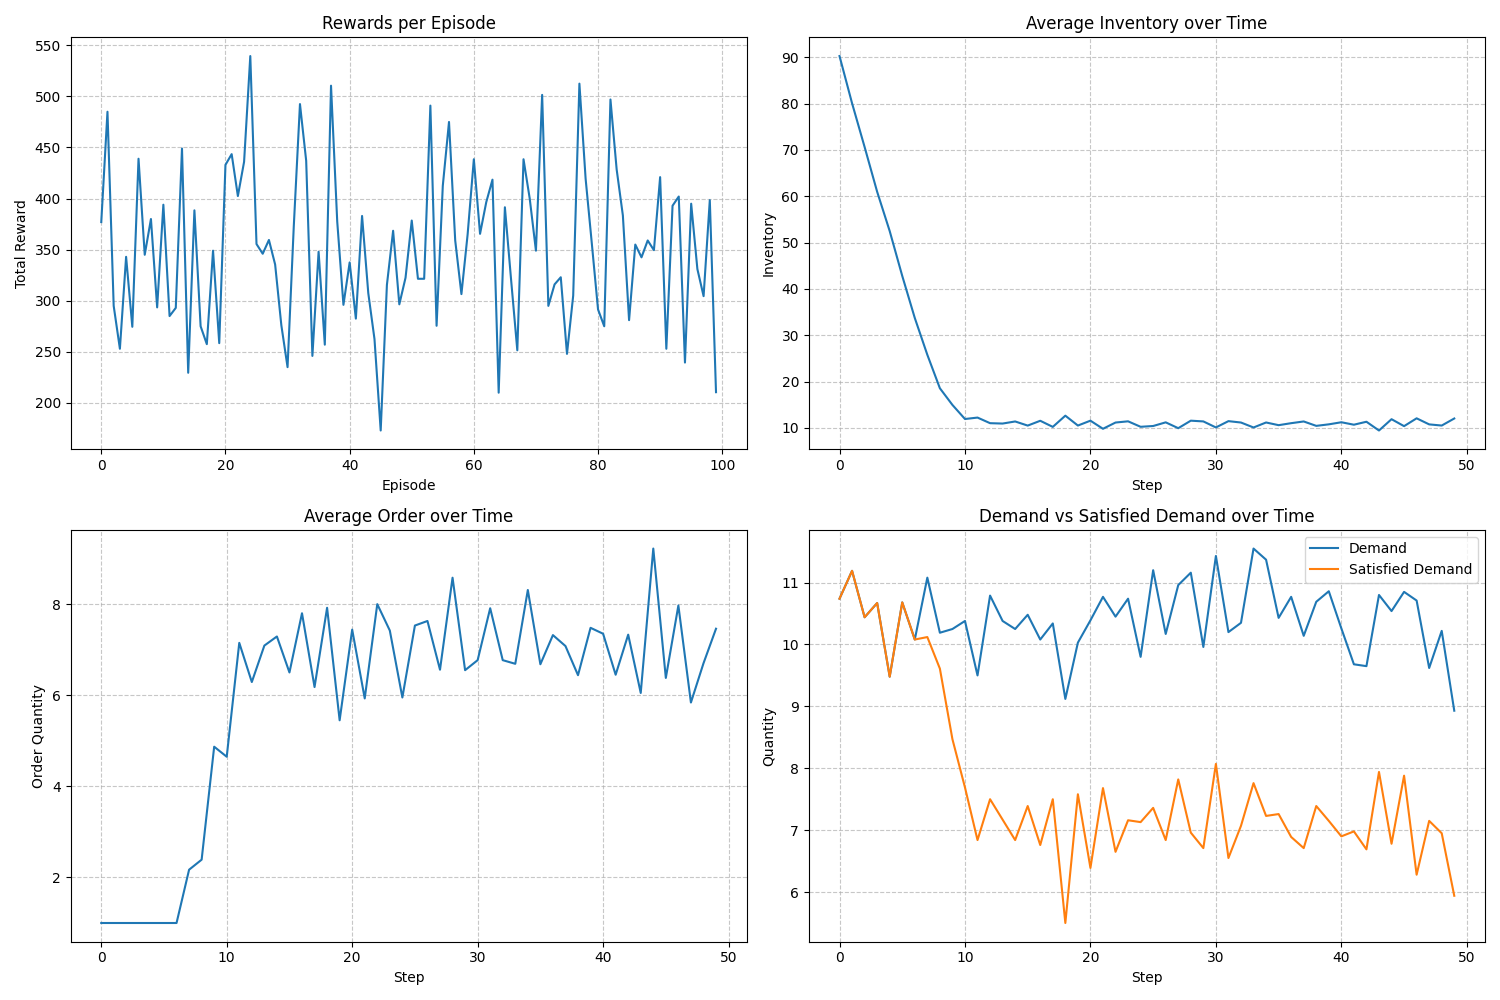 Rewards per Episode
550
500
450
400
350
300
250
200
Total Reward
0 20 40 60 80 100
Episode
Average Inventory over Time
90
80
70
60
50
40
30
20
10
Inventory
0 10 20 30 40 50
Step
Average Order over Time
8
6
4
2
Order Quantity
0 10 20 30 40 50
Step
Demand vs Satisfied Demand over Time
Demand
Satisfied Demand
11
10
9
8
7
6
Quantity
0 10 20 30 40 50
Step